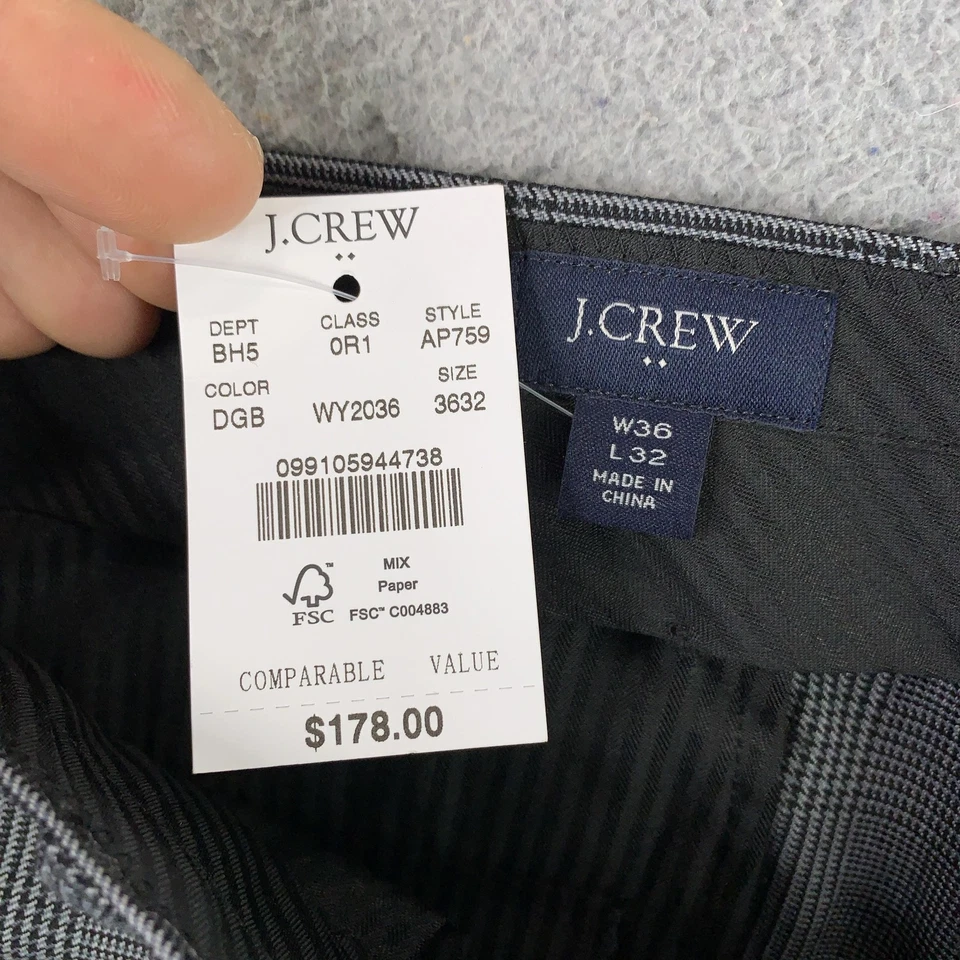 J.CREW
DEPT CLASS STYLE
BH5 0R1 AP759
COLOR SIZE
DGB WY2036 3632
099105944738
MIX
Paper
FSC™ FSC™ C004883
COMPARABLE VALUE
$178.00
J.CREW
W36
L32
MADE IN
CHINA